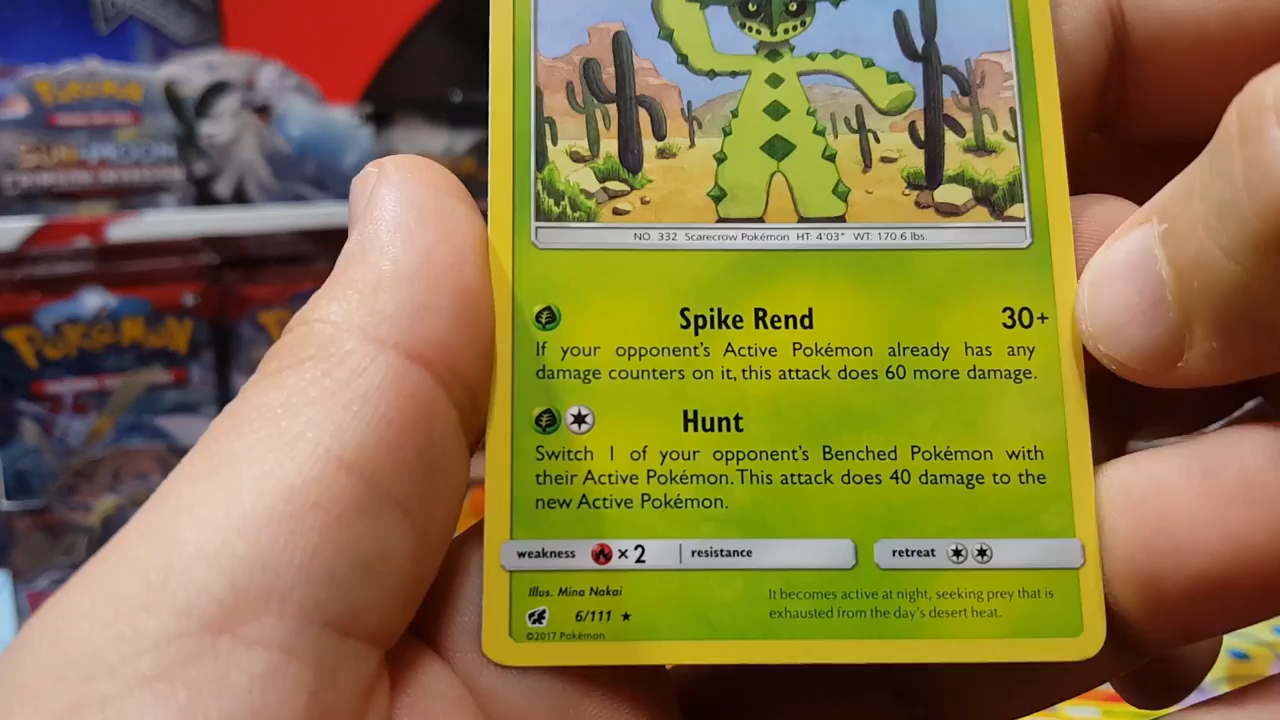 POKÉMON
SUN & MOON
CRIMSON INVASION
POKÉMON
NO. 332 Scarecrow Pokémon HT: 4'03" WT: 170.6 lbs.
Spike Rend 30+
If your opponent's Active Pokémon already has any
damage counters on it, this attack does 60 more damage.
Hunt
Switch 1 of your opponent's Benched Pokémon with
their Active Pokémon. This attack does 40 damage to the
new Active Pokémon.
weakness ×2 resistance retreat
Illus. Mina Nakai
6/111 ★
©2017 Pokémon
It becomes active at night, seeking prey that is
exhausted from the day's desert heat.